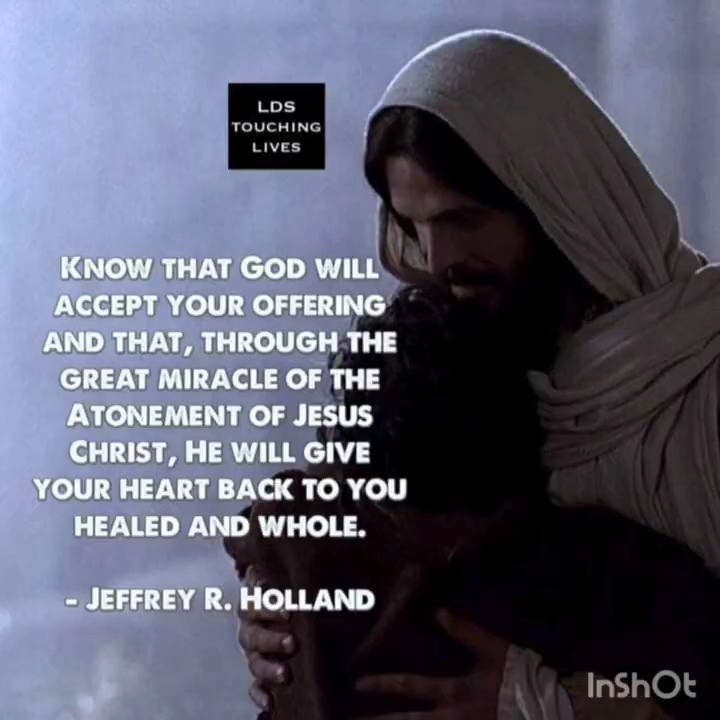 LDS
TOUCHING
LIVES
KNOW THAT GOD WILL
ACCEPT YOUR OFFERING
AND THAT, THROUGH THE
GREAT MIRACLE OF THE
ATONEMENT OF JESUS
CHRIST, HE WILL GIVE
YOUR HEART BACK TO YOU
HEALED AND WHOLE.
- JEFFREY R. HOLLAND
InShOt